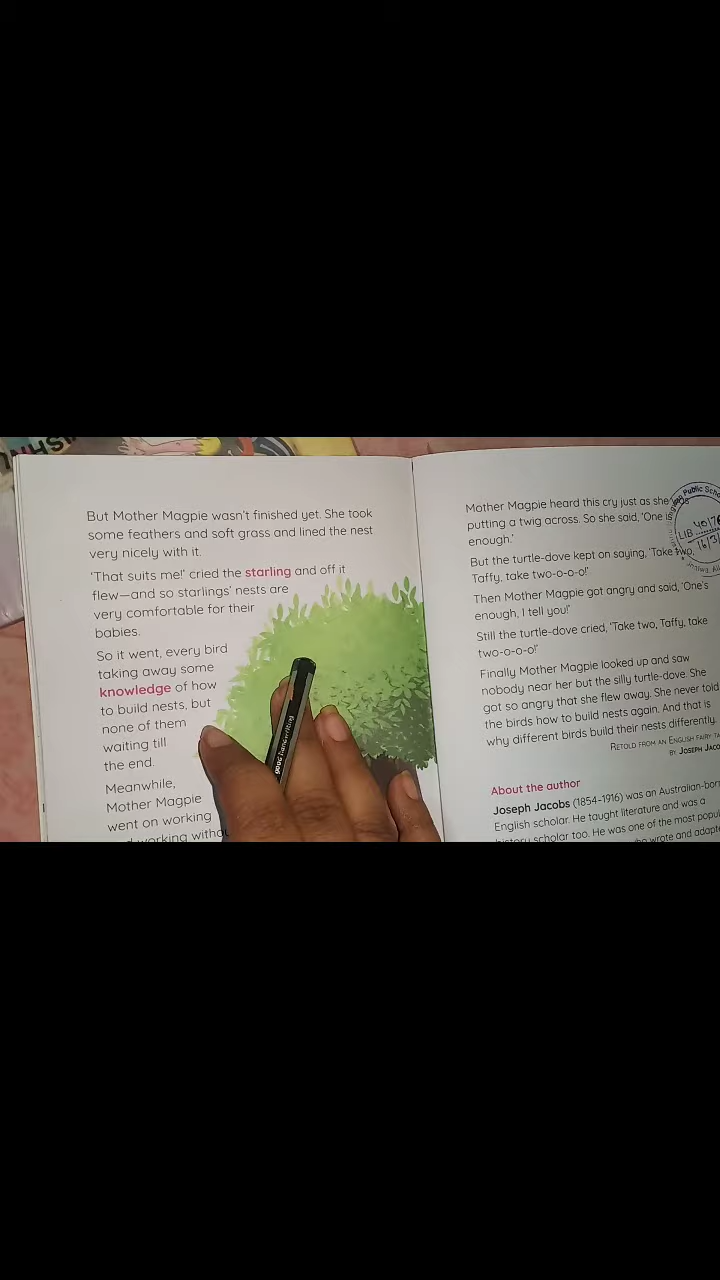 But Mother Magpie wasn't finished yet. She took
some feathers and soft grass and lined the nest
very nicely with it.
'That suits me!' cried the starling and off it
flew—and so starlings' nests are
very comfortable for their
babies.
So it went, every bird
taking away some
knowledge of how
to build nests, but
none of them
waiting till
the end.
Meanwhile,
Mother Magpie
went on working
working
Mother Magpie heard this cry just as she was
putting a twig across. So she said, 'One is
enough.'
But the turtle-dove kept on saying, 'Take two,
Taffy, take two-o-o-o!'
Then Mother Magpie got angry and said, 'One's
enough, I tell you!'
Still the turtle-dove cried, 'Take two, Taffy, take
two-o-o-o!'
Finally Mother Magpie looked up and saw
nobody near her but the silly turtle-dove. She
got so angry that she flew away. She never told
the birds how to build nests again. And that is
why different birds build their nests differently.
RETOLD FROM AN ENGLISH FAIRY
BY JOSEPH
About the author
Joseph Jacobs (1854-1916) was an Australian-born
English scholar. He taught literature and was a
history scholar too. He was one of the most
wrote and
Public
LIB
good handwriting